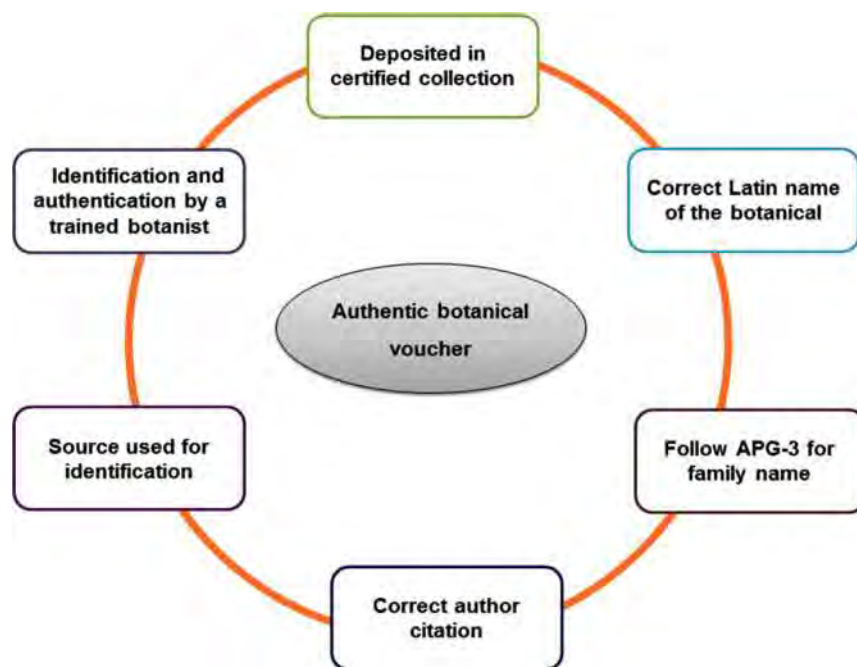 Deposited in
certified collection
Identification and
authentication by a
trained botanist
Correct Latin name
of the botanical
Authentic botanical
voucher
Source used for
identification
Follow APG-3 for
family name
Correct author
citation